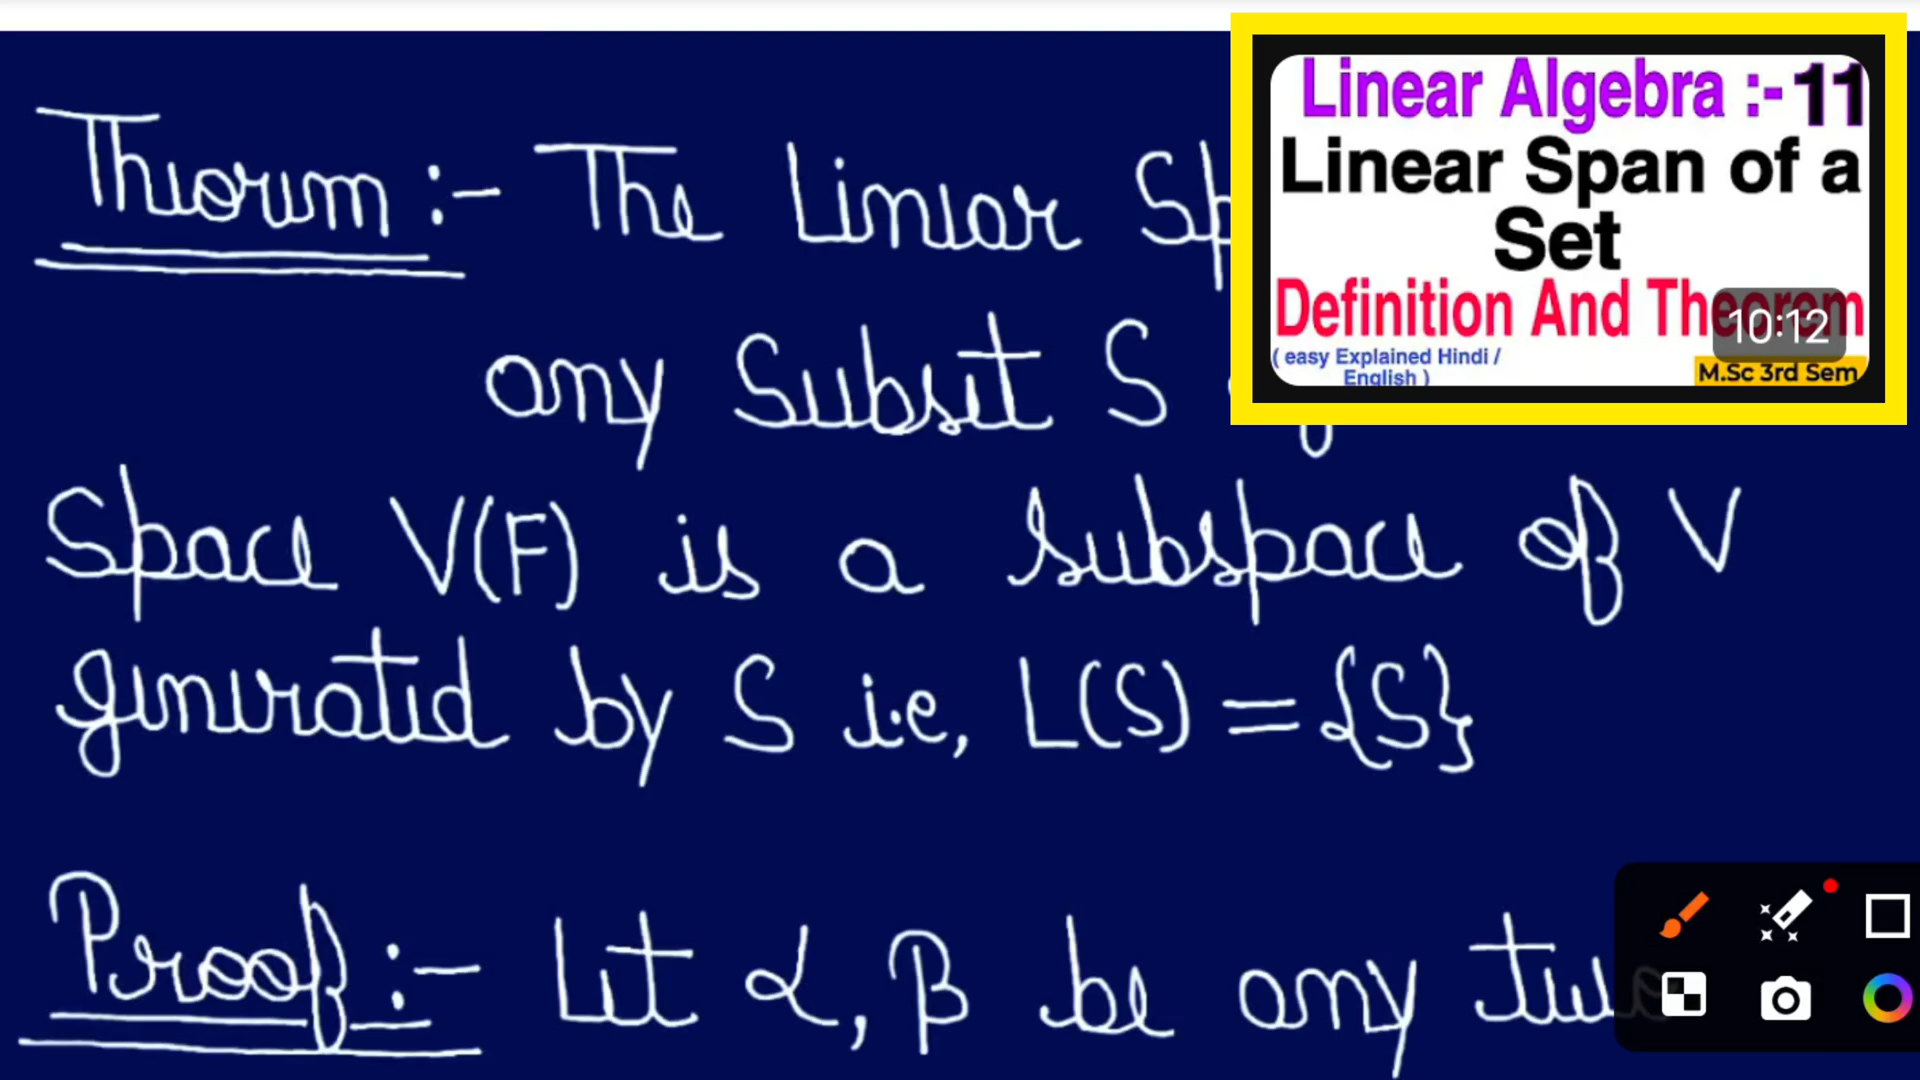 Theorem :- The Linear Sp
any Subset S
Space V(F) is a subspace of V
generated by S i.e, L(S) = {S}
Proof :- Let α, β be any two
Linear Algebra :- 11
Linear Span of a
Set
Definition And Theorem
10:12
( easy Explained Hindi /
English )
M.Sc 3rd Sem